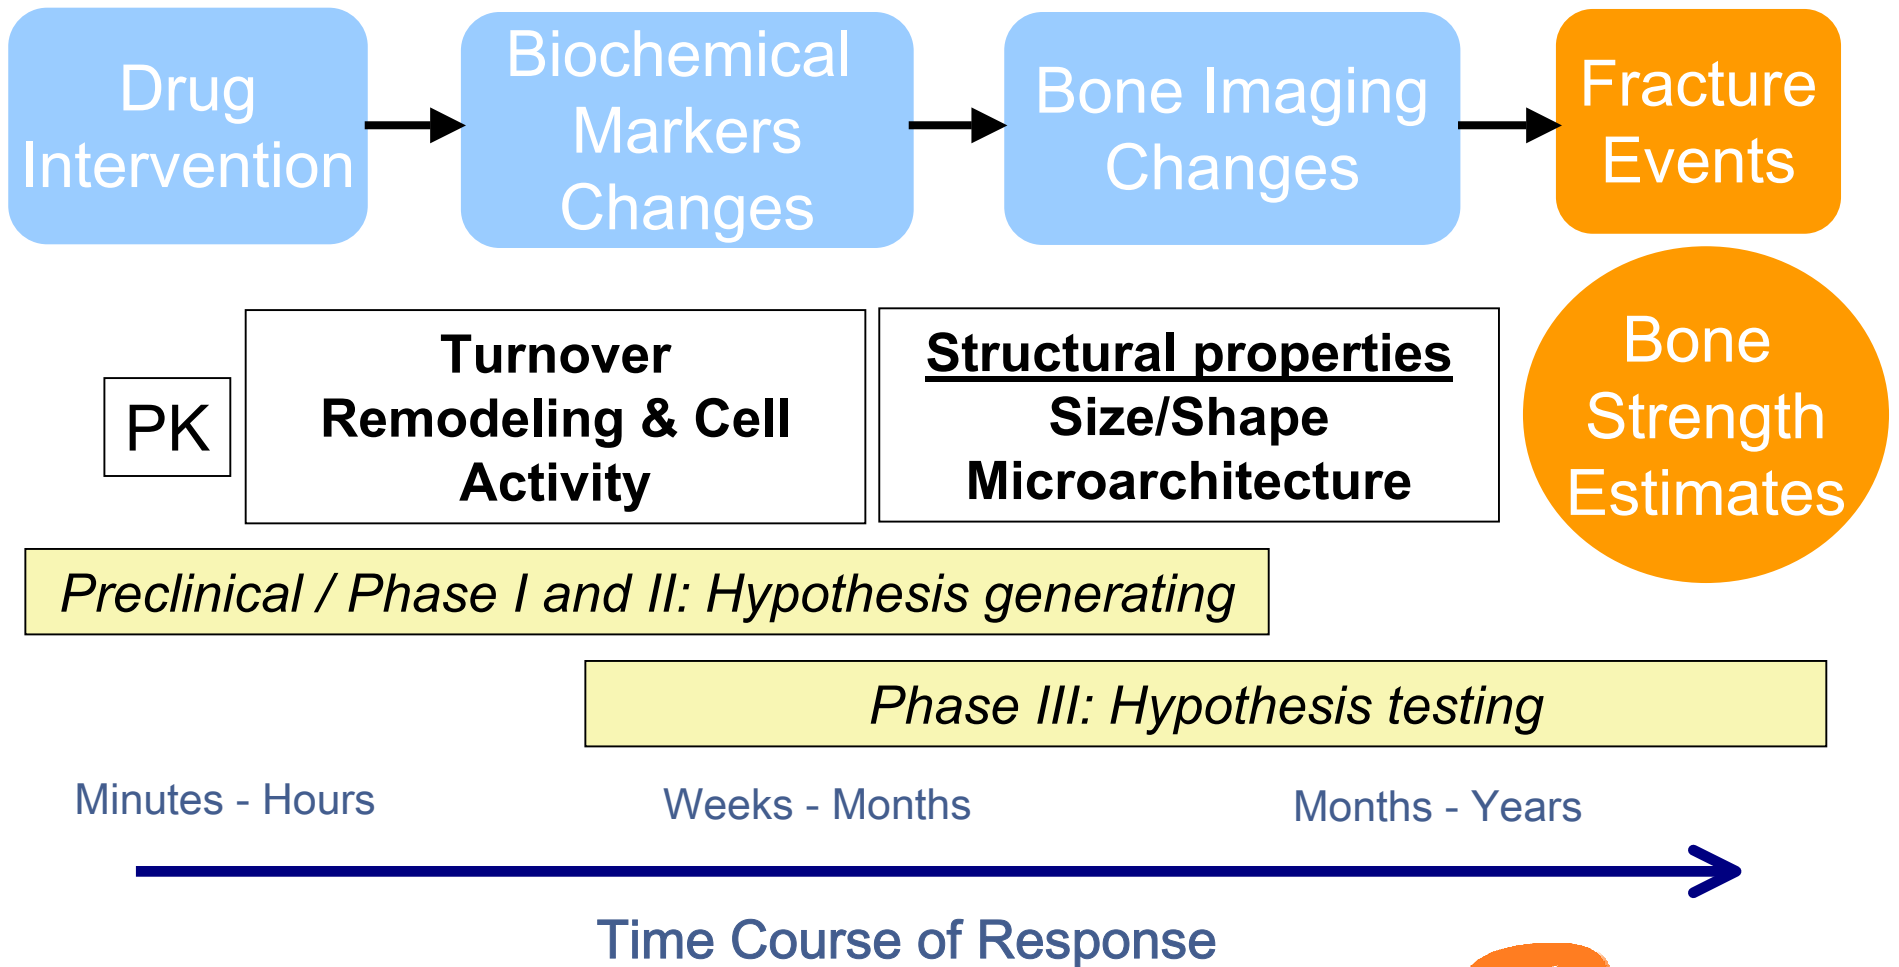 Drug
Intervention
Biochemical
Markers
Changes
Bone Imaging
Changes
Fracture
Events
PK
Turnover
Remodeling & Cell
Activity
Structural properties
Size/Shape
Microarchitecture
Bone
Strength
Estimates
Preclinical / Phase I and II: Hypothesis generating
Phase III: Hypothesis testing
Minutes - Hours
Weeks - Months
Months - Years
Time Course of Response